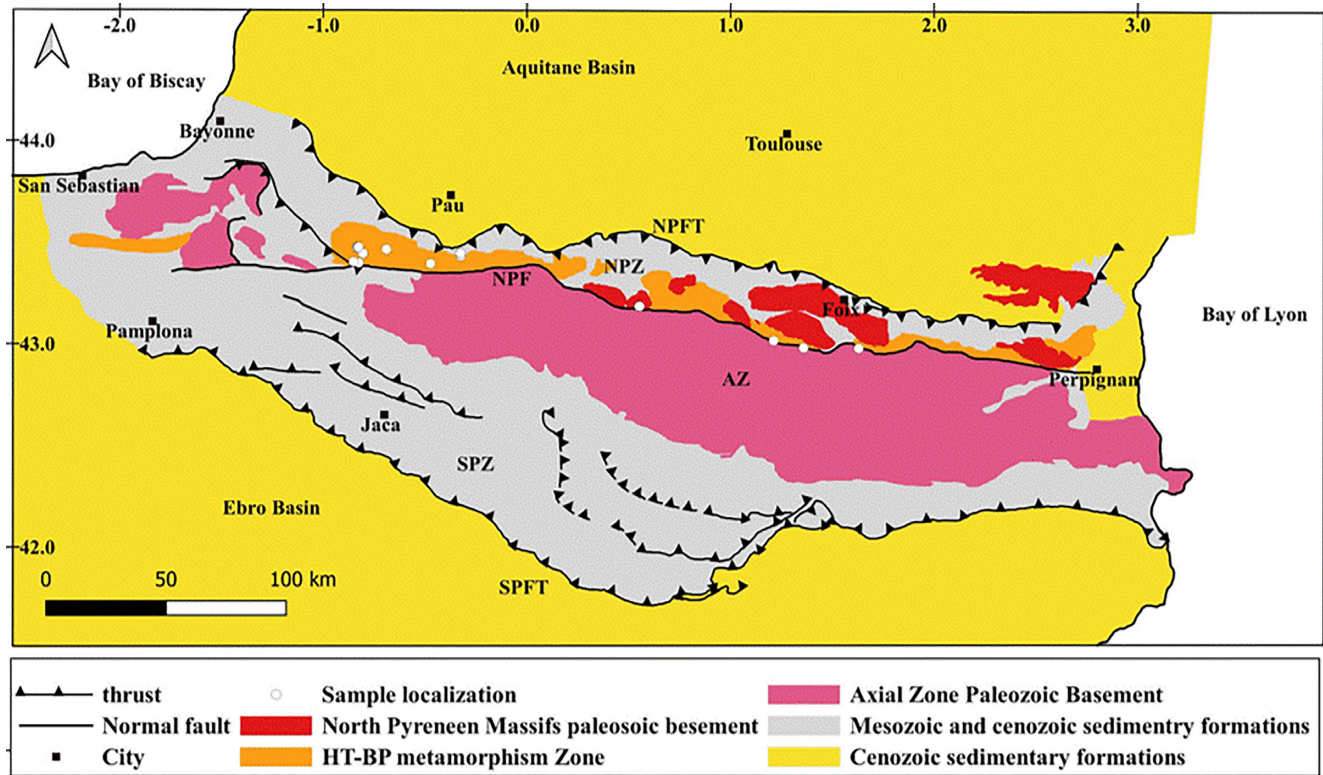 -2.0 -1.0 0.0 1.0 2.0 3.0
Bay of Biscay
Aquitane Basin
Bayonne
44.0
Toulouse
San Sebastian
Pau
NPFT
NPZ
NPF
Foix
Bay of Lyon
Pamplona
43.0
AZ
Perpignan
Jaca
SPZ
Ebro Basin
42.0
0 50 100 km
SPFT
thrust
Sample localization
Axial Zone Paleozoic Basement
Normal fault
North Pyreneen Massifs paleosoic besement
Mesozoic and cenozoic sedimentry formations
City
HT-BP metamorphism Zone
Cenozoic sedimentary formations